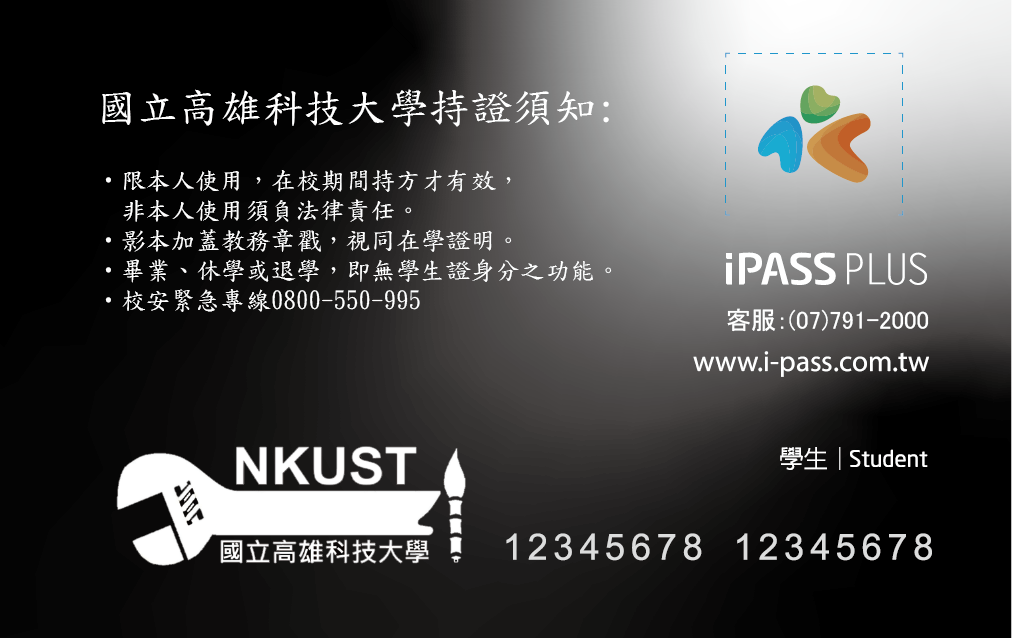 國立高雄科技大學持證須知:
・限本人使用，在校期間持方才有效，
非本人使用須負法律責任。
・影本加蓋教務章戳，視同在學證明。
・畢業、休學或退學，即無學生證身分之功能。
・校安緊急專線0800-550-995
iPASS PLUS
客服:(07)791-2000
www.i-pass.com.tw
學生|Student
NKUST
國立高雄科技大學
12345678 12345678